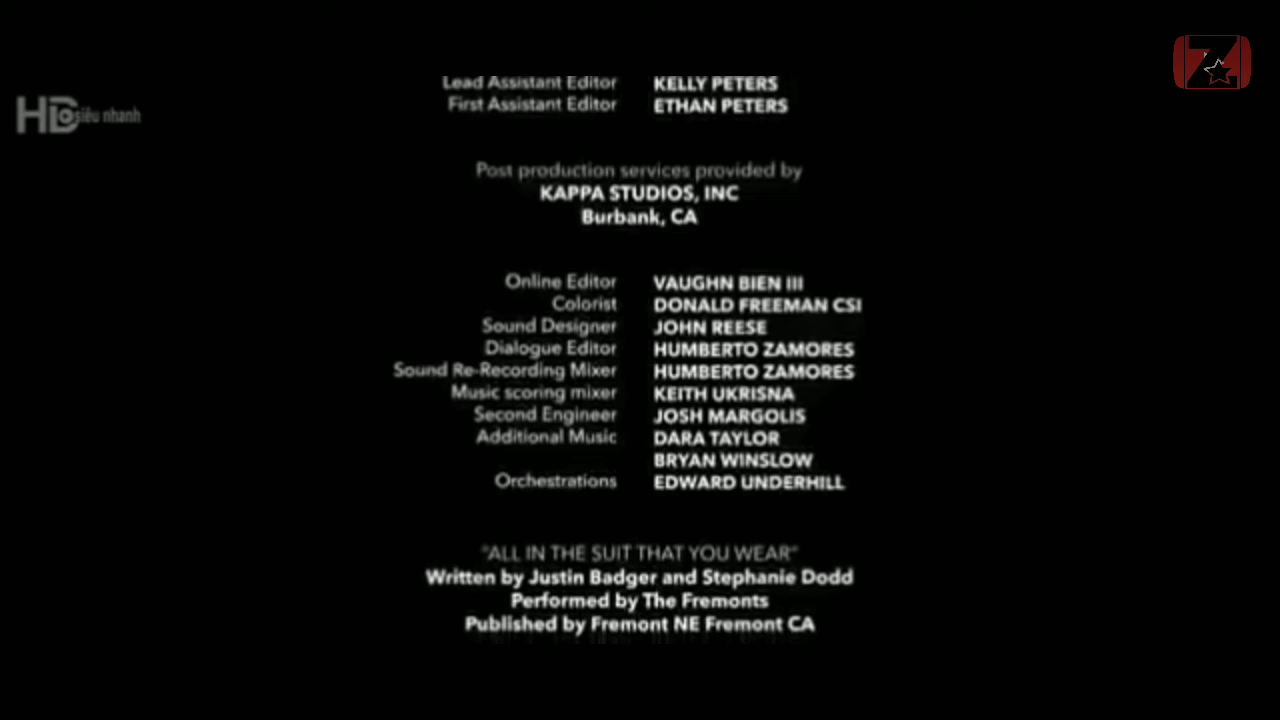 Lead Assistant Editor KELLY PETERS
First Assistant Editor ETHAN PETERS
HD siêu nhanh
Post production services provided by
KAPPA STUDIOS, INC
Burbank, CA
Online Editor VAUGHN BIEN III
Colorist DONALD FREEMAN CSI
Sound Designer JOHN REESE
Dialogue Editor HUMBERTO ZAMORES
Sound Re-Recording Mixer HUMBERTO ZAMORES
Music scoring mixer KEITH UKRISNA
Second Engineer JOSH MARGOLIS
Additional Music DARA TAYLOR
BRYAN WINSLOW
Orchestrations EDWARD UNDERHILL
"ALL IN THE SUIT THAT YOU WEAR"
Written by Justin Badger and Stephanie Dodd
Performed by The Fremonts
Published by Fremont NE Fremont CA